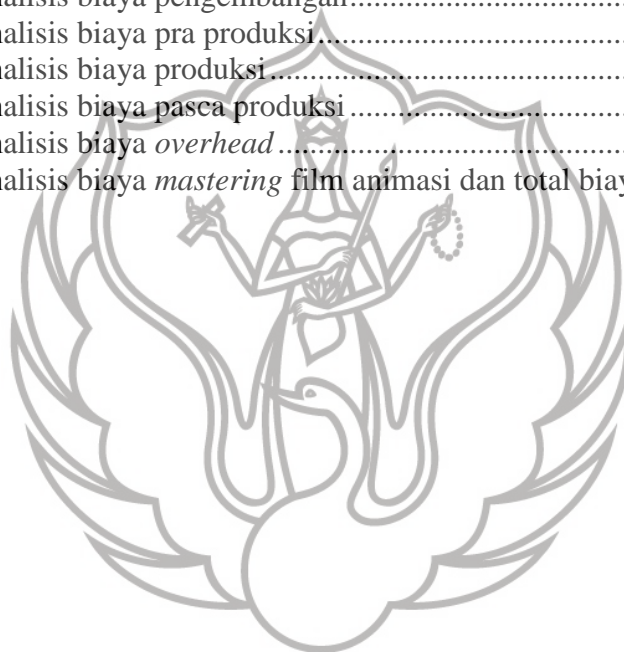 nalisis biaya pengembangan..........................................
nalisis biaya pra produksi..............................................
nalisis biaya produksi.....................................................
nalisis biaya pasca produksi..........................................
nalisis biaya overhead....................................................
nalisis biaya mastering film animasi dan total biay